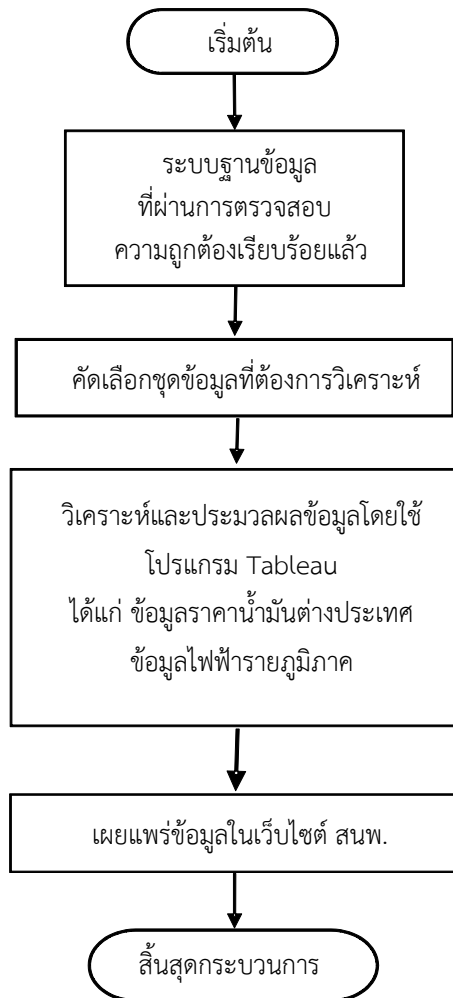 เริ่มต้น
ระบบฐานข้อมูล
ที่ผ่านการตรวจสอบ
ความถูกต้องเรียบร้อยแล้ว
คัดเลือกชุดข้อมูลที่ต้องการวิเคราะห์
วิเคราะห์และประมวลผลข้อมูลโดยใช้
โปรแกรม Tableau
ได้แก่ ข้อมูลราคาน้ำมันต่างประเทศ
ข้อมูลไฟฟ้ารายภูมิภาค
เผยแพร่ข้อมูลในเว็บไซต์ สนพ.
สิ้นสุดกระบวนการ